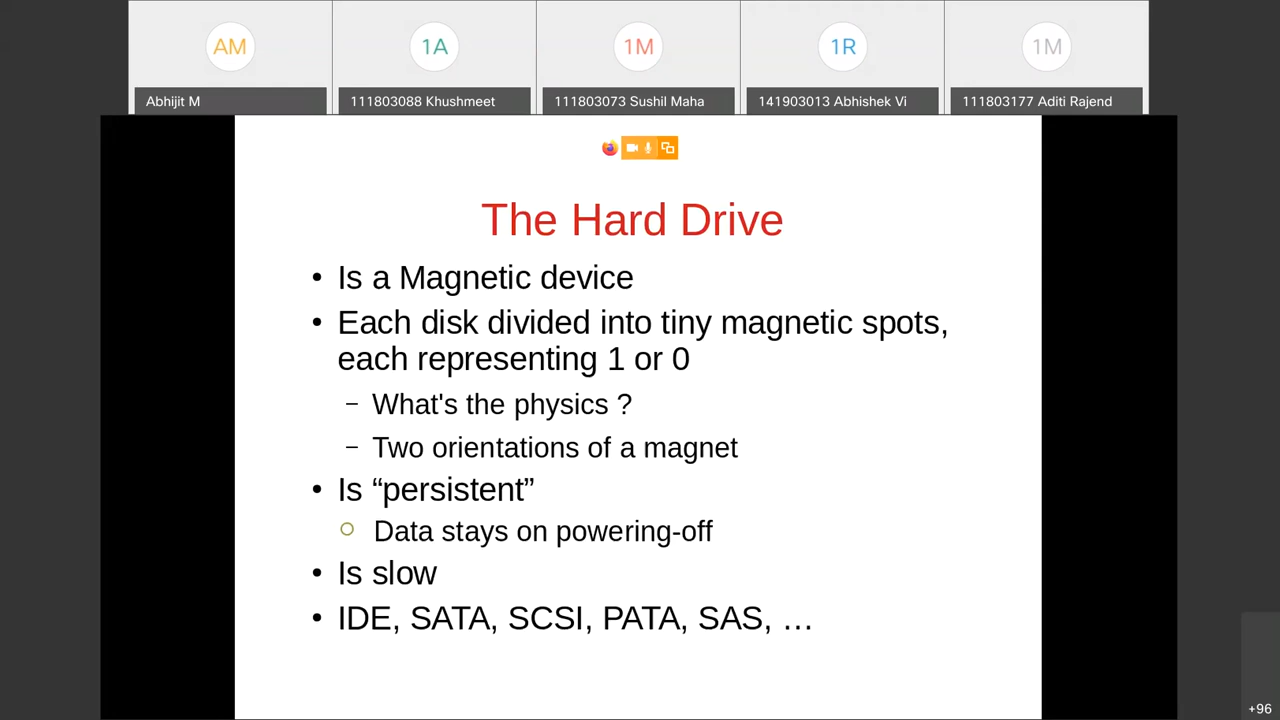 AM
1A
1M
1R
1M
Abhijit M
111803088 Khushmeet
111803073 Sushil Maha
141903013 Abhishek Vi
111803177 Aditi Rajend
The Hard Drive
• Is a Magnetic device
• Each disk divided into tiny magnetic spots,
each representing 1 or 0
– What's the physics ?
– Two orientations of a magnet
• Is “persistent”
○ Data stays on powering-off
• Is slow
• IDE, SATA, SCSI, PATA, SAS, …
+96